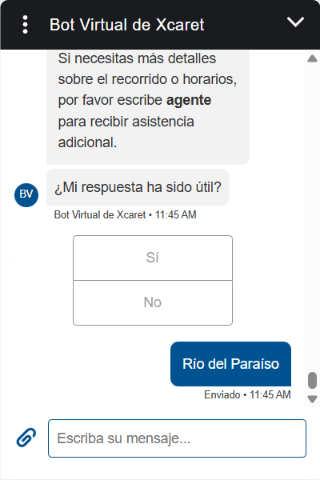 Bot Virtual de Xcaret
Si necesitas más detalles
sobre el recorrido o horarios,
por favor escribe agente
para recibir asistencia
adicional.
¿Mi respuesta ha sido útil?
BV
Bot Virtual de Xcaret • 11:45 AM
Sí
No
Río del Paraíso
Enviado • 11:45 AM
Escriba su mensaje...